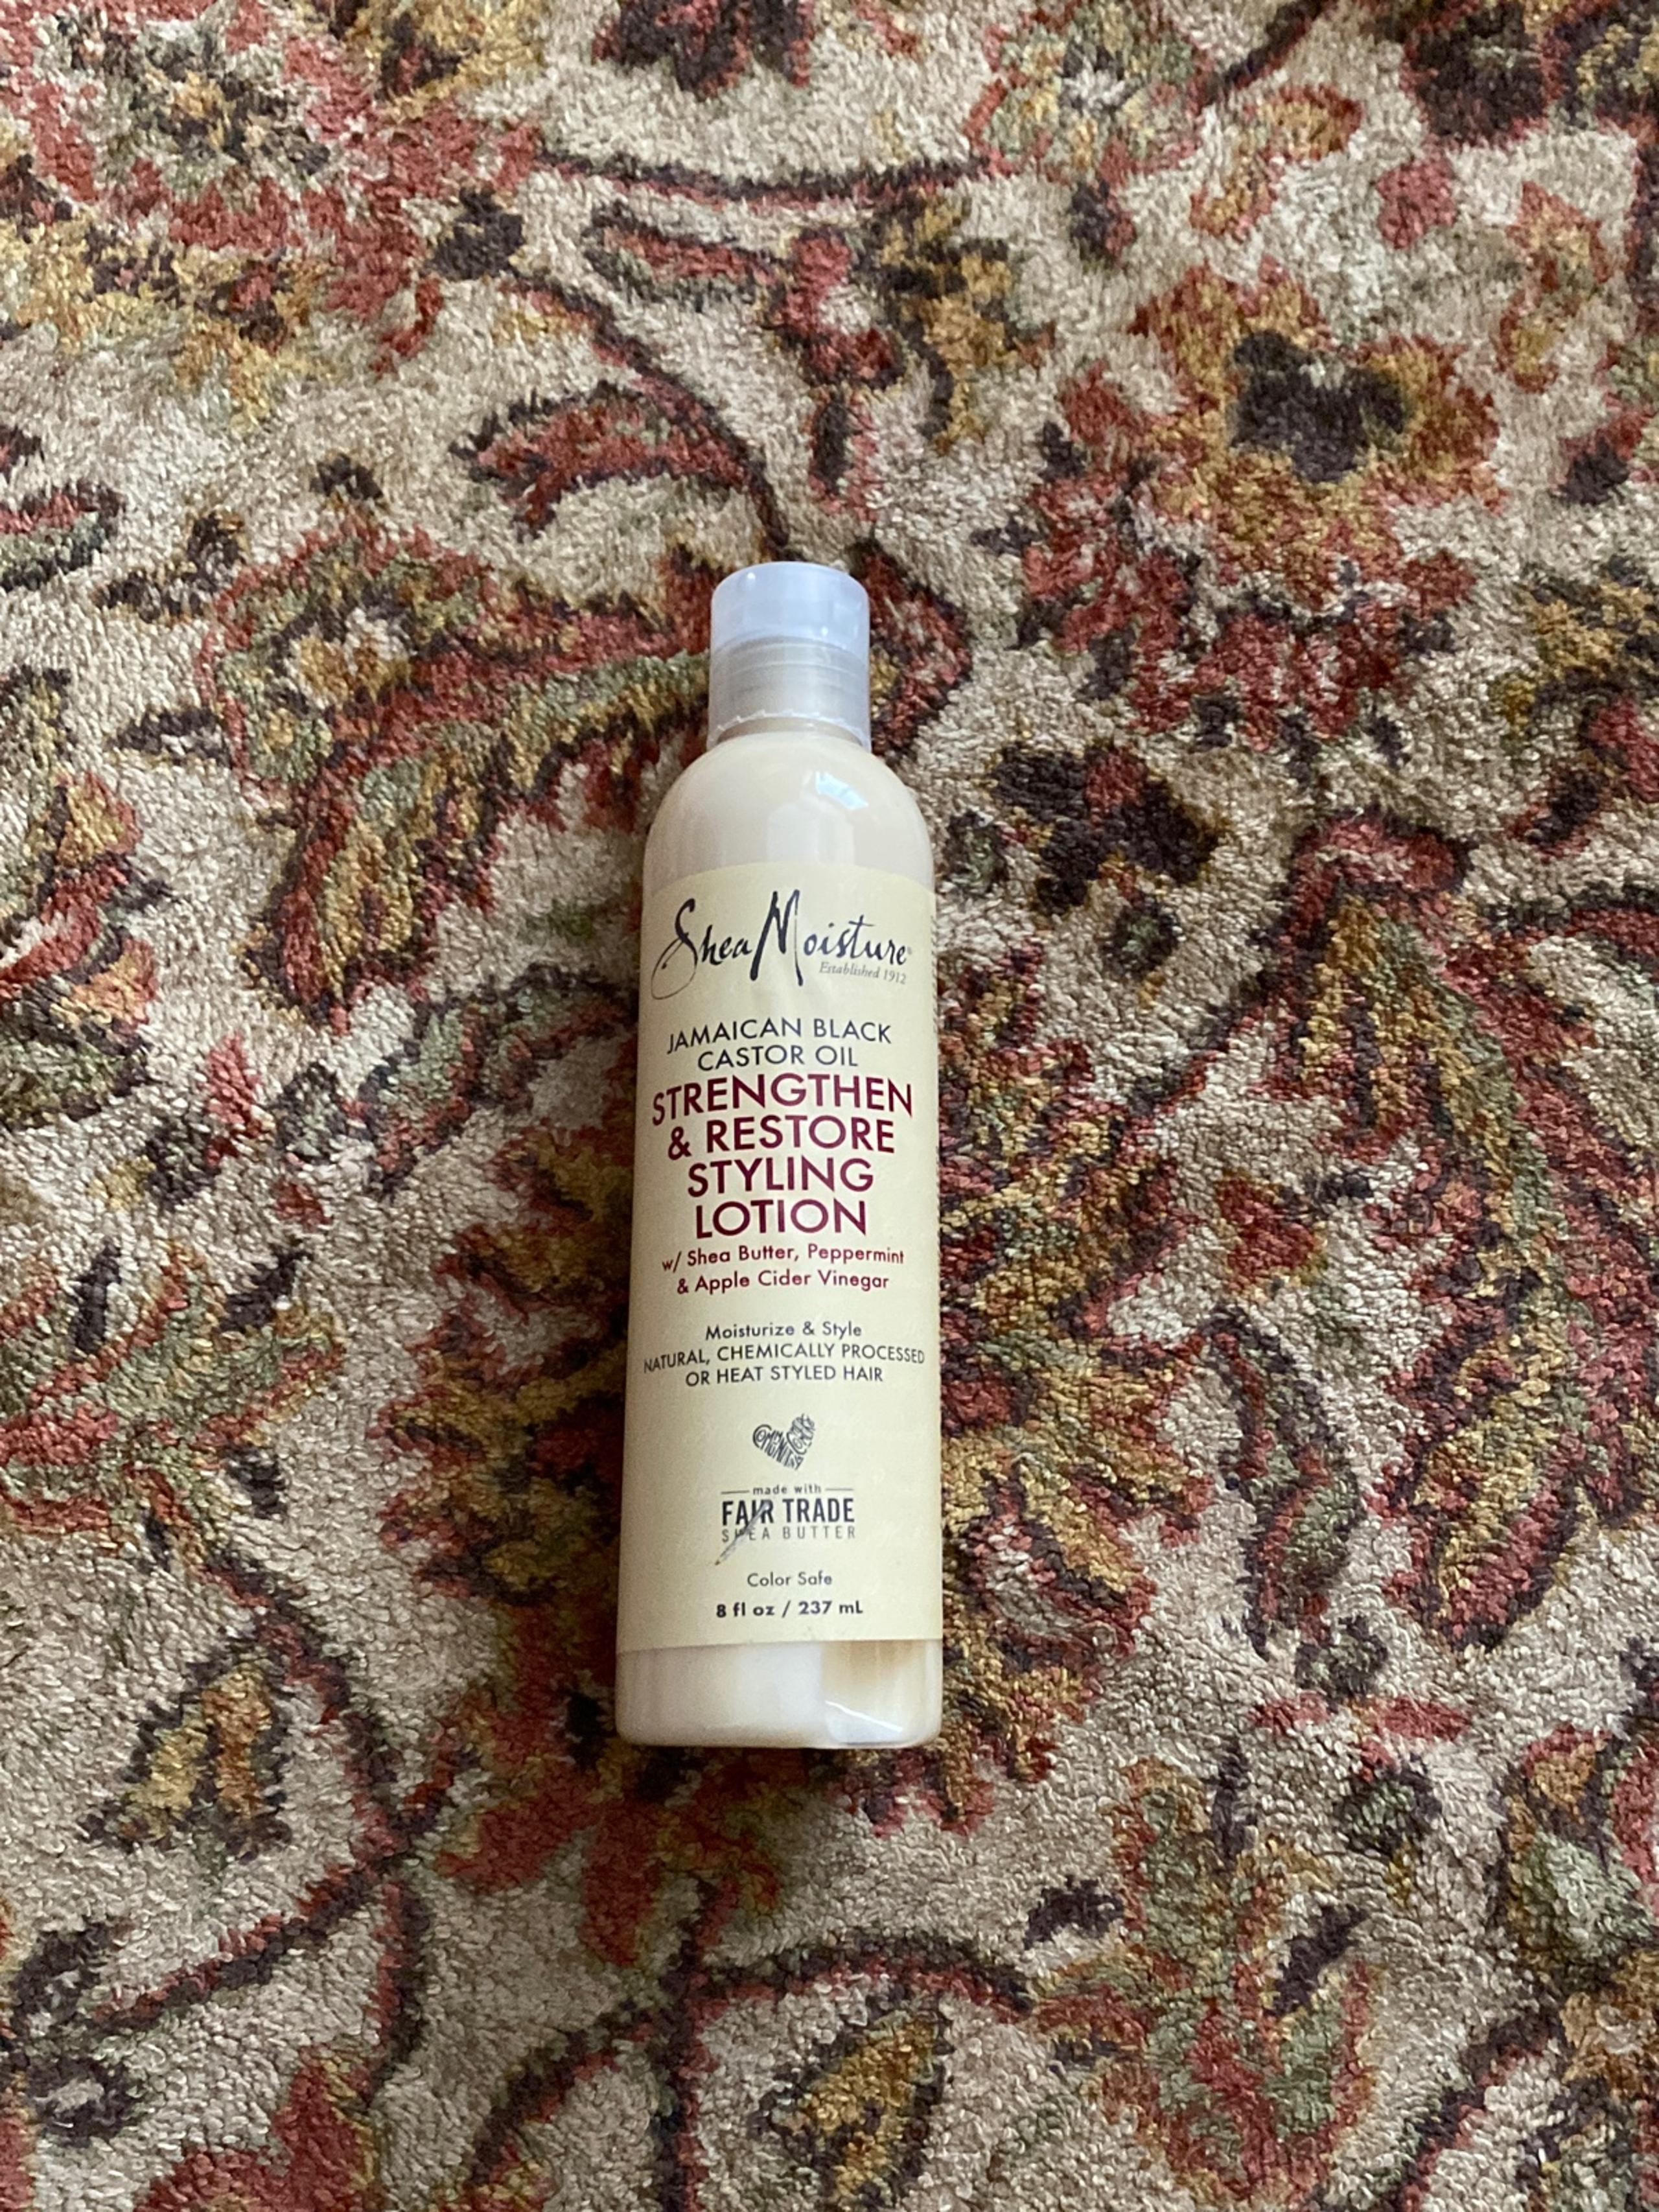 SheaMoisture®
Established 1912
JAMAICAN BLACK
CASTOR OIL
STRENGTHEN
& RESTORE
STYLING
LOTION
w/ Shea Butter, Peppermint
& Apple Cider Vinegar
Moisturize & Style
NATURAL, CHEMICALLY PROCESSED
OR HEAT STYLED HAIR
COMMUNITY
COMMERCE
made with
FAIR TRADE
SHEA BUTTER
Color Safe
8 fl oz / 237 mL